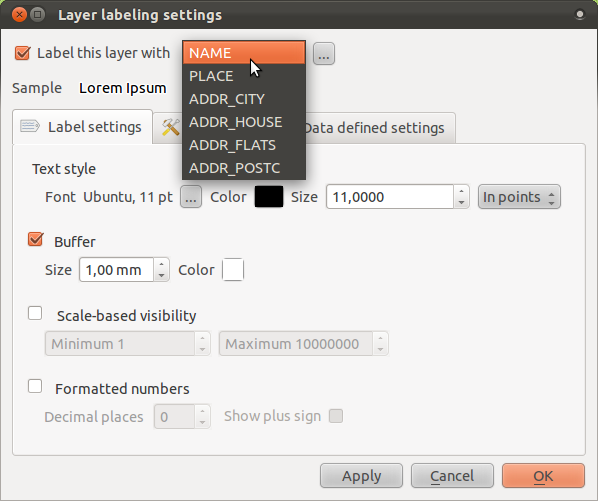 Layer labeling settings
Label this layer with
NAME
...
PLACE
ADDR_CITY
ADDR_HOUSE
ADDR_FLATS
ADDR_POSTC
Sample Lorem Ipsum
Label settings
Data defined settings
Text style
Font Ubuntu, 11 pt ... Color Size 11,0000 In points
Buffer
Size 1,00 mm Color
Scale-based visibility
Minimum 1 Maximum 10000000
Formatted numbers
Decimal places 0 Show plus sign
Apply Cancel OK